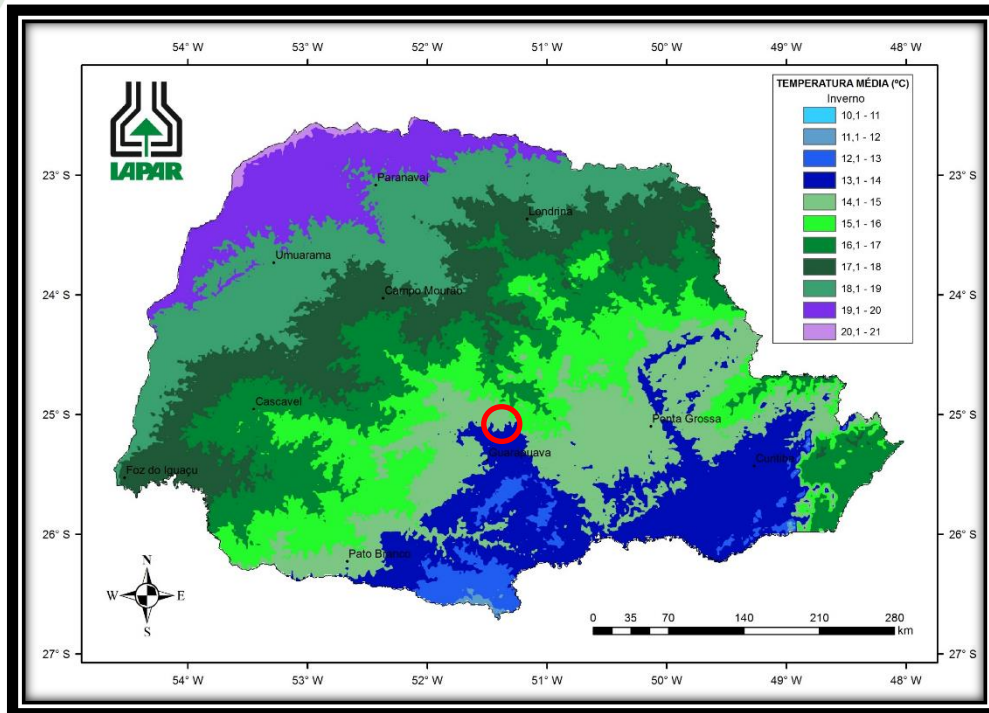 54° W 53° W 52° W 51° W 50° W 49° W 48° W
IAPAR
TEMPERATURA MÉDIA (ºC)
Inverno
10,1 - 11
11,1 - 12
12,1 - 13
13,1 - 14
14,1 - 15
15,1 - 16
16,1 - 17
17,1 - 18
18,1 - 19
19,1 - 20
20,1 - 21
23° S 23° S
Paranavaí
Londrina
Umuarama
24° S 24° S
Campo Mourão
Cascavel
25° S 25° S
Ponta Grossa
Guarapuava
Curitiba
Foz do Iguaçu
26° S 26° S
Pato Branco
N
W E
S
0 35 70 140 210 280
km
27° S 27° S
54° W 53° W 52° W 51° W 50° W 49° W 48° W